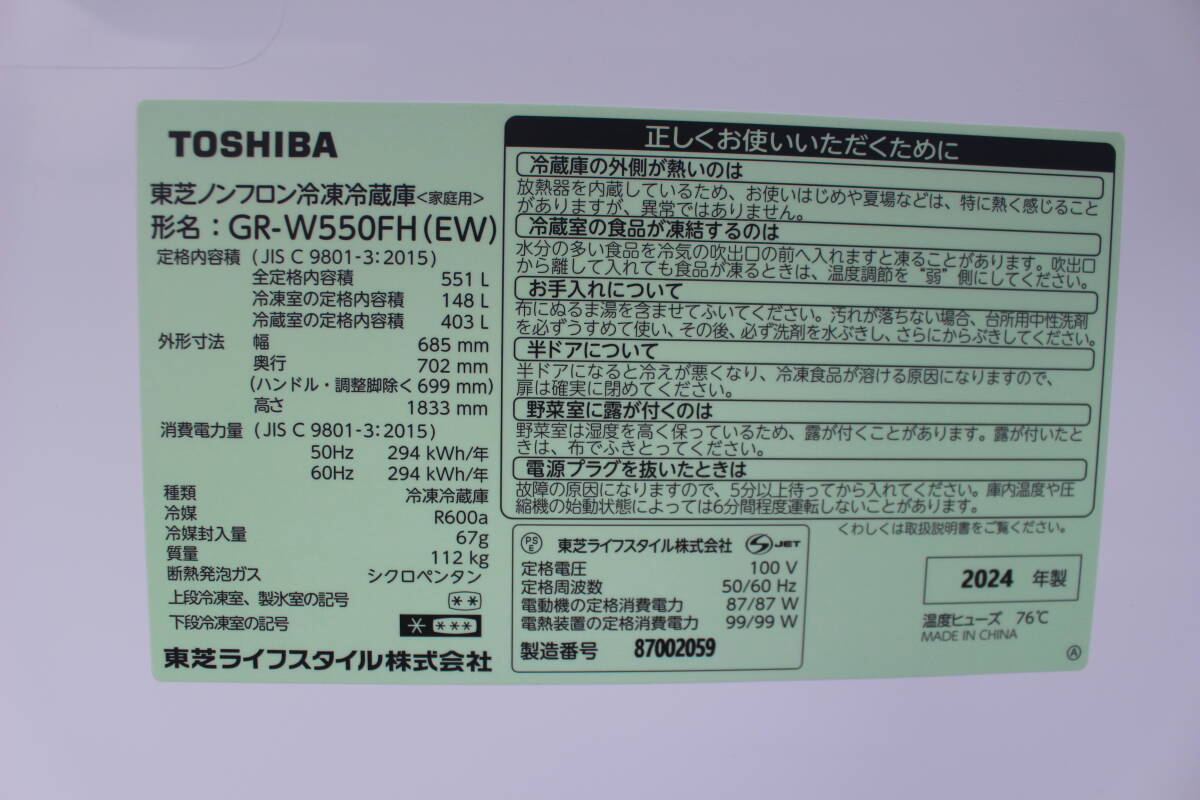 TOSHIBA
東芝ノンフロン冷凍冷蔵庫<家庭用>
形名：GR-W550FH(EW)
定格内容積 (JIS C 9801-3:2015)
全定格内容積 551 L
冷凍室の定格内容積 148 L
冷蔵室の定格内容積 403 L
外形寸法 幅 685 mm
奥行 702 mm
(ハンドル・調整脚除く699 mm)
高さ 1833 mm
消費電力量 (JIS C 9801-3:2015)
50Hz 294 kWh/年
60Hz 294 kWh/年
種類 冷凍冷蔵庫
冷媒 R600a
冷媒封入量 67g
質量 112 kg
断熱発泡ガス シクロペンタン
上段冷凍室、製氷室の記号 **
下段冷凍室の記号 * ***
東芝ライフスタイル株式会社
正しくお使いいただくために
冷蔵庫の外側が熱いのは
放熱器を内蔵しているため、お使いはじめや夏場などは、特に熱く感じること
がありますが、異常ではありません。
冷蔵室の食品が凍結するのは
水分の多い食品を冷気の吹出口の前へ入れますと凍ることがあります。吹出口
から離して入れても食品が凍るときは、温度調節を“弱”側にしてください。
お手入れについて
布にぬるま湯を含ませてふいてください。汚れが落ちない場合、台所用中性洗剤
を必ずうすめて使い、その後、必ず洗剤を水ぶきし、さらにからぶきしてください。
半ドアについて
半ドアになると冷えが悪くなり、冷凍食品が溶ける原因になりますので、
扉は確実に閉めてください。
野菜室に露が付くのは
野菜室は湿度を高く保っているため、露が付くことがあります。露が付いたと
きは、布でふきとってください。
電源プラグを抜いたときは
故障の原因になりますので、5分以上待ってから入れてください。庫内温度や圧
縮機の始動状態によっては6分間程度運転しないことがあります。
くわしくは取扱説明書をご覧ください。
PSE 東芝ライフスタイル株式会社 JET
定格電圧 100 V
定格周波数 50/60 Hz
電動機の定格消費電力 87/87 W
電熱装置の定格消費電力 99/99 W
製造番号 87002059
2024 年製
温度ヒューズ 76℃
MADE IN CHINA
Ⓐ